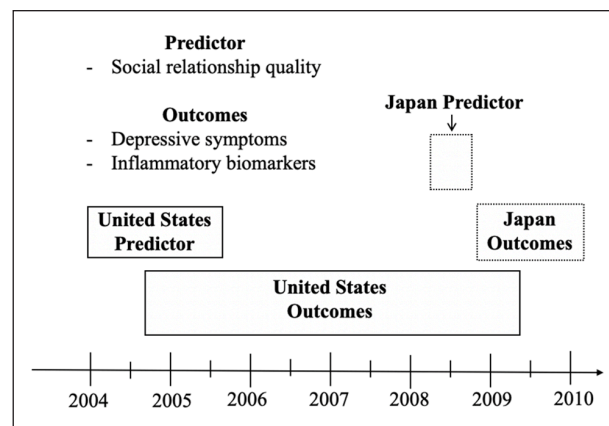 Predictor
- Social relationship quality
Outcomes
- Depressive symptoms
- Inflammatory biomarkers
Japan Predictor
United States
Predictor
Japan
Outcomes
United States
Outcomes
2004 2005 2006 2007 2008 2009 2010